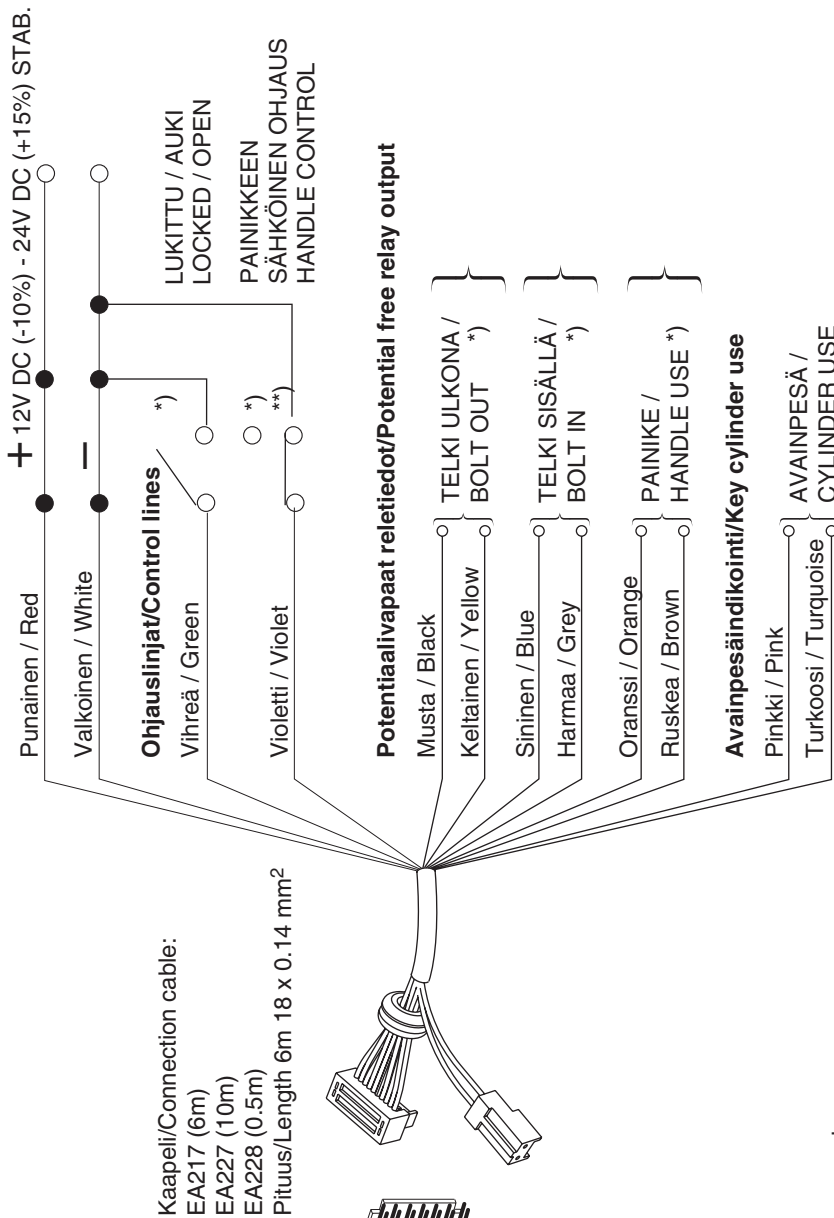 + 12V DC (-10%) - 24V DC (+15%) STAB.
Punainen / Red
−
Valkoinen / White
Ohjauslinjat/Control lines
*)
Vihreä / Green
LUKITTU / AUKI
LOCKED / OPEN
*)
**)
Violetti / Violet
PAINIKKEEN
SÄHKÖINEN OHJAUS
HANDLE CONTROL
Potentiaalivapaat reletiedot/Potential free relay output
Musta / Black
TELKI ULKONA /
Keltainen / Yellow
BOLT OUT *)
Sininen / Blue
TELKI SISÄLLÄ /
Harmaa / Grey
BOLT IN *)
Oranssi / Orange
PAINIKE /
Ruskea / Brown
HANDLE USE *)
Avainpesäindikointi/Key cylinder use
Pinkki / Pink
AVAINPESÄ /
Turkoosi / Turquoise
CYLINDER USE
Kaapeli/Connection cable:
EA217 (6m)
EA227 (10m)
EA228 (0.5m)
Pituus/Length 6m 18 x 0.14 mm²